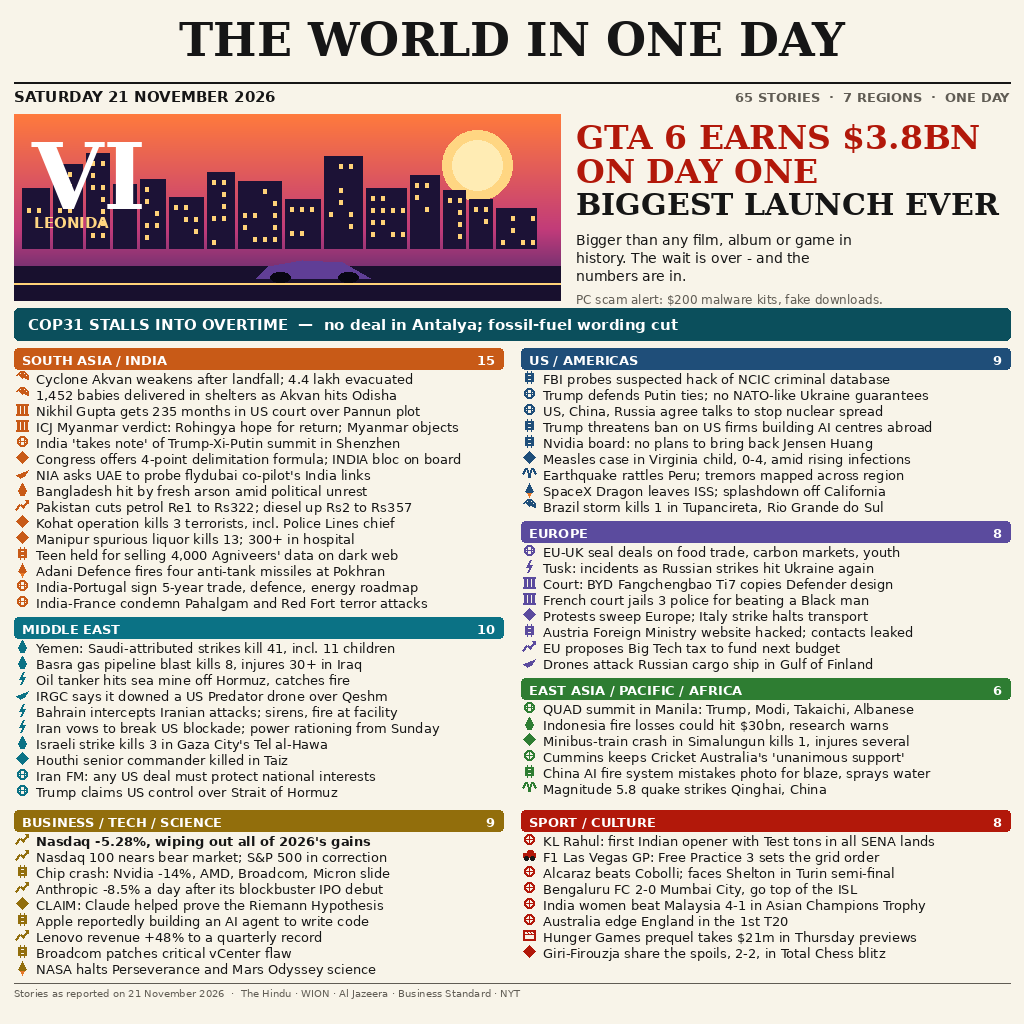 THE WORLD IN ONE DAY
SATURDAY 21 NOVEMBER 2026
65 STORIES · 7 REGIONS · ONE DAY
VI
LEONIDA
GTA 6 EARNS $3.8BN
ON DAY ONE
BIGGEST LAUNCH EVER
Bigger than any film, album or game in
history. The wait is over - and the
numbers are in.
PC scam alert: $200 malware kits, fake downloads.
COP31 STALLS INTO OVERTIME — no deal in Antalya; fossil-fuel wording cut
SOUTH ASIA / INDIA 15
Cyclone Akvan weakens after landfall; 4.4 lakh evacuated
1,452 babies delivered in shelters as Akvan hits Odisha
Nikhil Gupta gets 235 months in US court over Pannun plot
ICJ Myanmar verdict: Rohingya hope for return; Myanmar objects
India 'takes note' of Trump-Xi-Putin summit in Shenzhen
Congress offers 4-point delimitation formula; INDIA bloc on board
NIA asks UAE to probe flydubai co-pilot's India links
Bangladesh hit by fresh arson amid political unrest
Pakistan cuts petrol Re1 to Rs322; diesel up Rs2 to Rs357
Kohat operation kills 3 terrorists, incl. Police Lines chief
Manipur spurious liquor kills 13; 300+ in hospital
Teen held for selling 4,000 Agniveers' data on dark web
Adani Defence fires four anti-tank missiles at Pokhran
India-Portugal sign 5-year trade, defence, energy roadmap
India-France condemn Pahalgam and Red Fort terror attacks
MIDDLE EAST 10
Yemen: Saudi-attributed strikes kill 41, incl. 11 children
Basra gas pipeline blast kills 8, injures 30+ in Iraq
Oil tanker hits sea mine off Hormuz, catches fire
IRGC says it downed a US Predator drone over Qeshm
Bahrain intercepts Iranian attacks; sirens, fire at facility
Iran vows to break US blockade; power rationing from Sunday
Israeli strike kills 3 in Gaza City's Tel al-Hawa
Houthi senior commander killed in Taiz
Iran FM: any US deal must protect national interests
Trump claims US control over Strait of Hormuz
BUSINESS / TECH / SCIENCE 9
Nasdaq -5.28%, wiping out all of 2026's gains
Nasdaq 100 nears bear market; S&P 500 in correction
Chip crash: Nvidia -14%, AMD, Broadcom, Micron slide
Anthropic -8.5% a day after its blockbuster IPO debut
CLAIM: Claude helped prove the Riemann Hypothesis
Apple reportedly building an AI agent to write code
Lenovo revenue +48% to a quarterly record
Broadcom patches critical vCenter flaw
NASA halts Perseverance and Mars Odyssey science
US / AMERICAS 9
FBI probes suspected hack of NCIC criminal database
Trump defends Putin ties; no NATO-like Ukraine guarantees
US, China, Russia agree talks to stop nuclear spread
Trump threatens ban on US firms building AI centres abroad
Nvidia board: no plans to bring back Jensen Huang
Measles case in Virginia child, 0-4, amid rising infections
Earthquake rattles Peru; tremors mapped across region
SpaceX Dragon leaves ISS; splashdown off California
Brazil storm kills 1 in Tupancireta, Rio Grande do Sul
EUROPE 8
EU-UK seal deals on food trade, carbon markets, youth
Tusk: incidents as Russian strikes hit Ukraine again
Court: BYD Fangchengbao Ti7 copies Defender design
French court jails 3 police for beating a Black man
Protests sweep Europe; Italy strike halts transport
Austria Foreign Ministry website hacked; contacts leaked
EU proposes Big Tech tax to fund next budget
Drones attack Russian cargo ship in Gulf of Finland
EAST ASIA / PACIFIC / AFRICA 6
QUAD summit in Manila: Trump, Modi, Takaichi, Albanese
Indonesia fire losses could hit $30bn, research warns
Minibus-train crash in Simalungun kills 1, injures several
Cummins keeps Cricket Australia's 'unanimous support'
China AI fire system mistakes photo for blaze, sprays water
Magnitude 5.8 quake strikes Qinghai, China
SPORT / CULTURE 8
KL Rahul: first Indian opener with Test tons in all SENA lands
F1 Las Vegas GP: Free Practice 3 sets the grid order
Alcaraz beats Cobolli; faces Shelton in Turin semi-final
Bengaluru FC 2-0 Mumbai City, go top of the ISL
India women beat Malaysia 4-1 in Asian Champions Trophy
Australia edge England in the 1st T20
Hunger Games prequel takes $21m in Thursday previews
Giri-Firouzja share the spoils, 2-2, in Total Chess blitz
Stories as reported on 21 November 2026 · The Hindu · WION · Al Jazeera · Business Standard · NYT